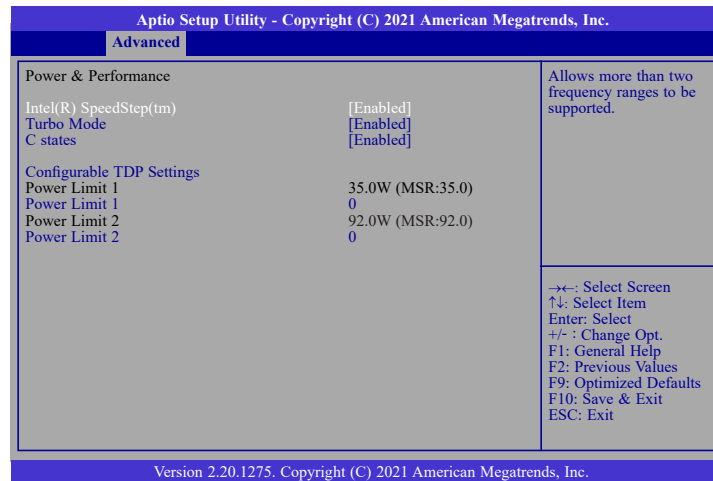 Aptio Setup Utility - Copyright (C) 2021 American Megatrends, Inc.
Advanced
Power & Performance
Intel(R) SpeedStep(tm) [Enabled]
Turbo Mode [Enabled]
C states [Enabled]
Configurable TDP Settings
Power Limit 1 35.0W (MSR:35.0)
Power Limit 1 0
Power Limit 2 92.0W (MSR:92.0)
Power Limit 2 0
Allows more than two
frequency ranges to be
supported.
→←: Select Screen
↑↓: Select Item
Enter: Select
+/- : Change Opt.
F1: General Help
F2: Previous Values
F9: Optimized Defaults
F10: Save & Exit
ESC: Exit
Version 2.20.1275. Copyright (C) 2021 American Megatrends, Inc.